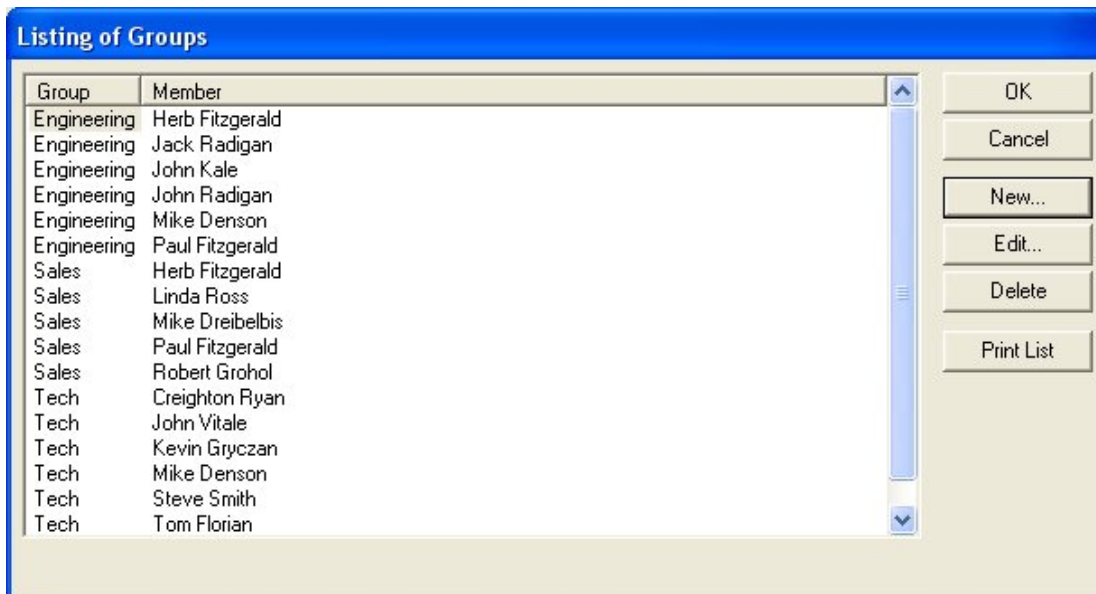 Listing of Groups
Group Member
Engineering Herb Fitzgerald
Engineering Jack Radigan
Engineering John Kale
Engineering John Radigan
Engineering Mike Denson
Engineering Paul Fitzgerald
Sales Herb Fitzgerald
Sales Linda Ross
Sales Mike Dreibelbis
Sales Paul Fitzgerald
Sales Robert Grohol
Tech Creighton Ryan
Tech John Vitale
Tech Kevin Gryczan
Tech Mike Denson
Tech Steve Smith
Tech Tom Florian
OK
Cancel
New...
Edit...
Delete
Print List